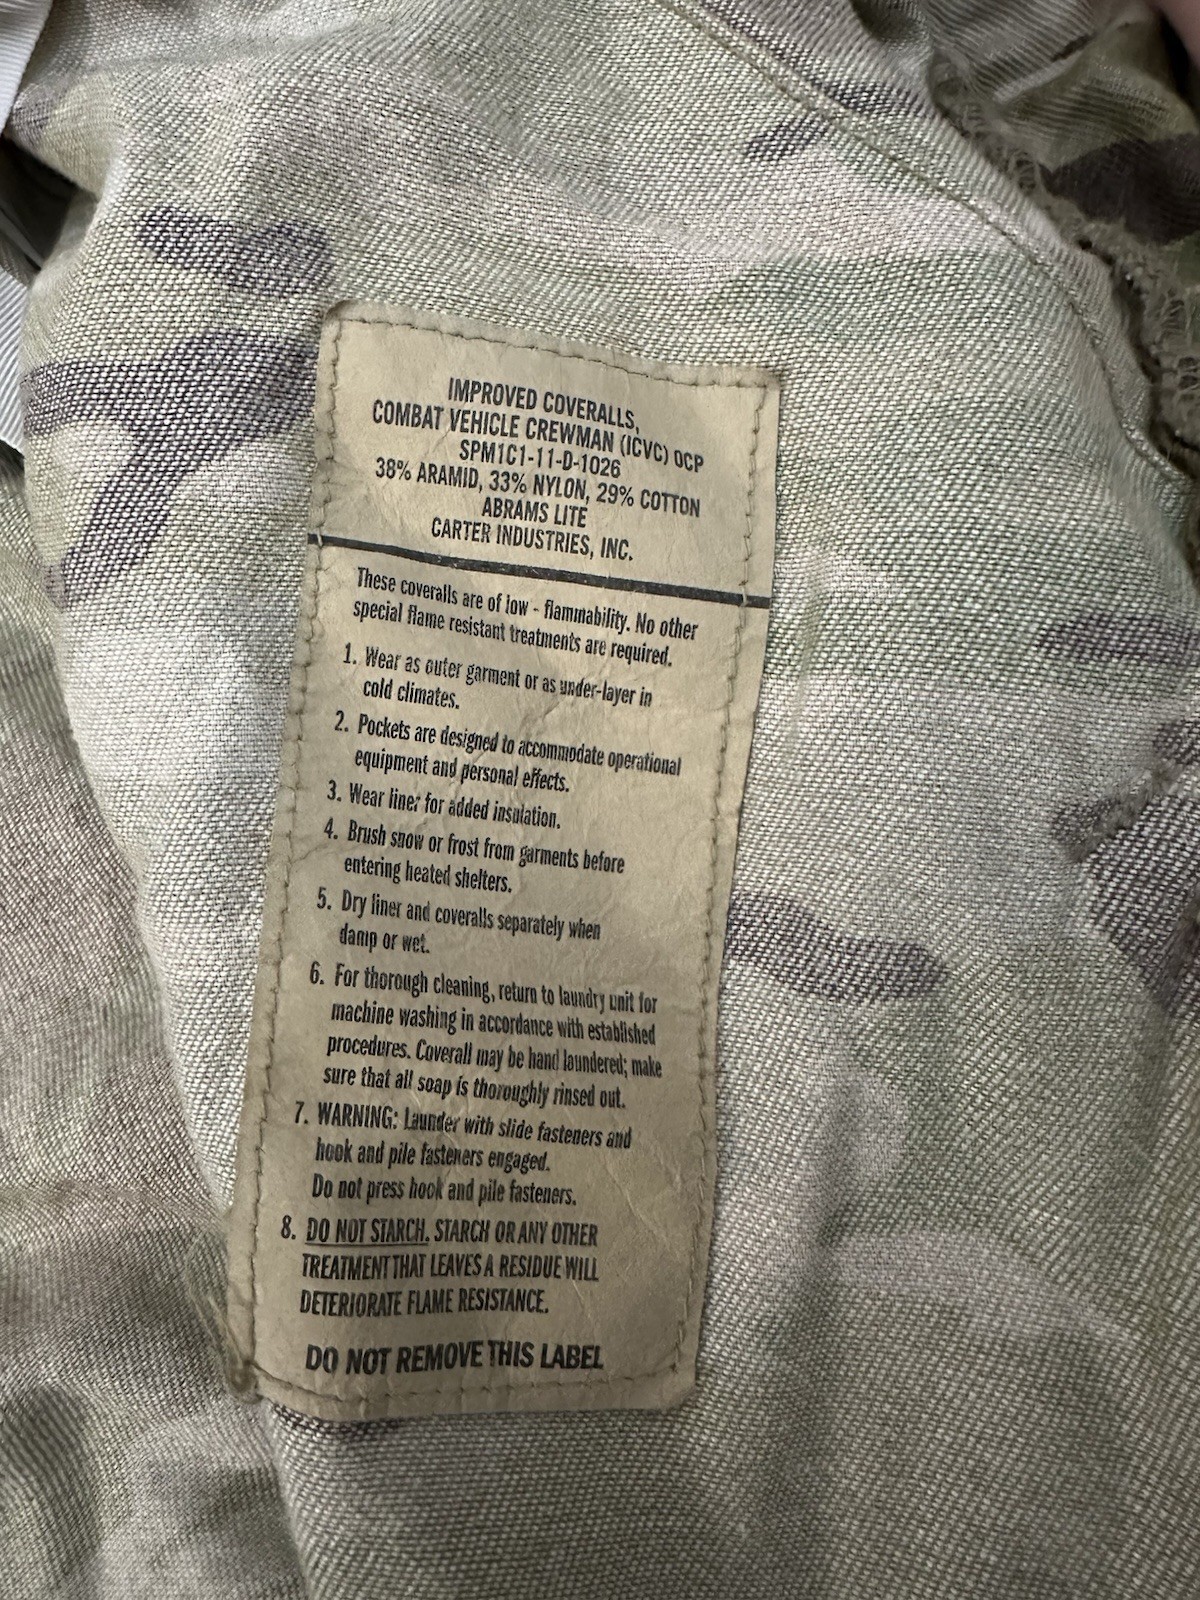 IMPROVED COVERALLS,
COMBAT VEHICLE CREWMAN (ICVC) OCP
SPM1C1-11-D-1026
38% ARAMID, 33% NYLON, 29% COTTON
ABRAMS LITE
CARTER INDUSTRIES, INC.
These coveralls are of low - flammability. No other
special flame resistant treatments are required.
1. Wear as outer garment or as under-layer in
cold climates.
2. Pockets are designed to accommodate operational
equipment and personal effects.
3. Wear liner for added insulation.
4. Brush snow or frost from garments before
entering heated shelters.
5. Dry liner and coveralls separately when
damp or wet.
6. For thorough cleaning, return to laundry unit for
machine washing in accordance with established
procedures. Coverall may be hand laundered; make
sure that all soap is thoroughly rinsed out.
7. WARNING: Launder with slide fasteners and
hook and pile fasteners engaged.
Do not press hook and pile fasteners.
8. DO NOT STARCH. STARCH OR ANY OTHER
TREATMENT THAT LEAVES A RESIDUE WILL
DETERIORATE FLAME RESISTANCE.
DO NOT REMOVE THIS LABEL